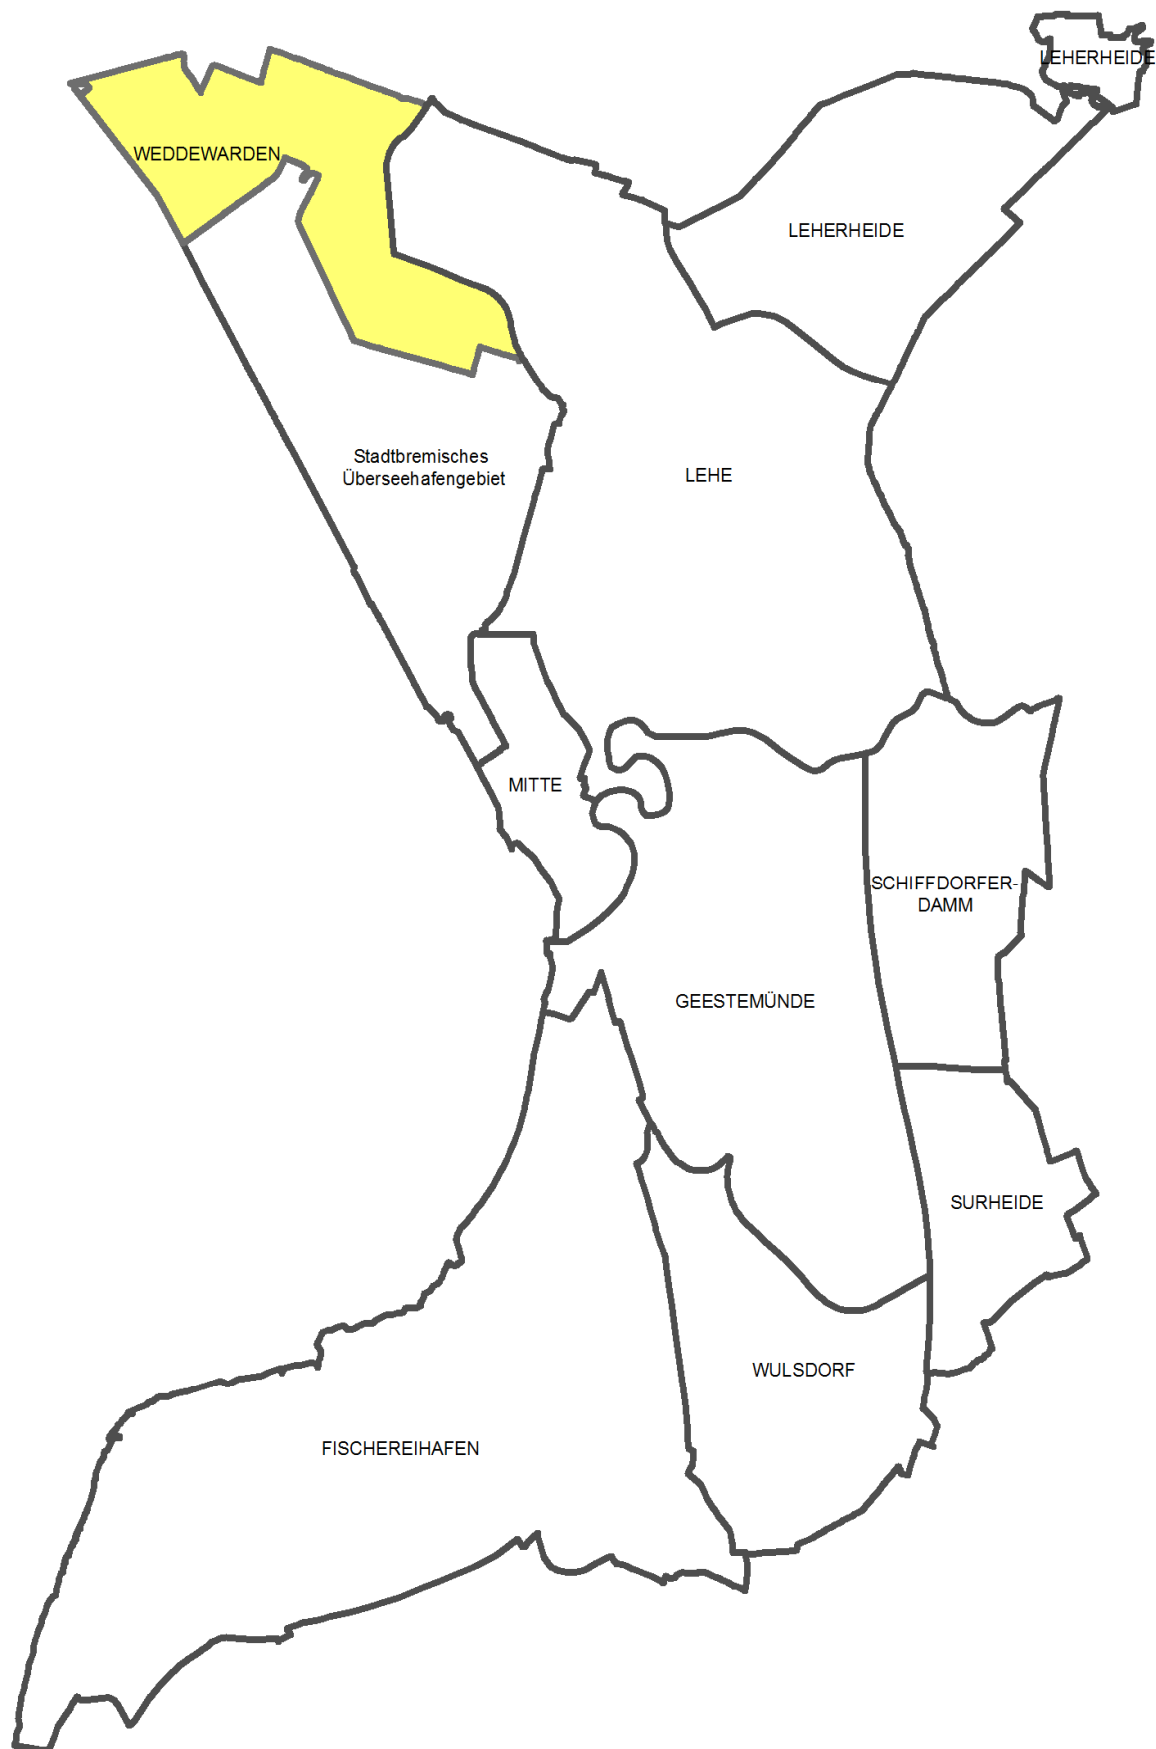 LEHERHEIDE
WEDDEWARDEN
LEHERHEIDE
Stadtbremisches
Überseehafengebiet
LEHE
MITTE
SCHIFFDORFER-
DAMM
GEESTEMÜNDE
SURHEIDE
WULSDORF
FISCHEREIHAFEN